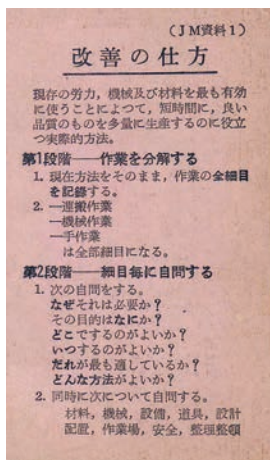 （ＪＭ資料１）
改善の仕方
現存の労力，機械及び材料を最も有効
に使うことによつて，短時間に，良い
品質のものを多量に生産するのに役立
つ実際的方法。
第1段階——作業を分解する
1. 現在方法をそのまま，作業の全細目
を記録する。
2. —運搬作業
—機械作業
—手作業
は全部細目になる。
第2段階——細目毎に自問する
1. 次の自問をする。
なぜそれは必要か？
その目的はなにか？
どこでするのがよいか？
いつするのがよいか？
だれが最も適しているか？
どんな方法がよいか？
2. 同時に次について自問する。
材料，機械，設備，道具，設計
配置，作業場，安全，整理整頓